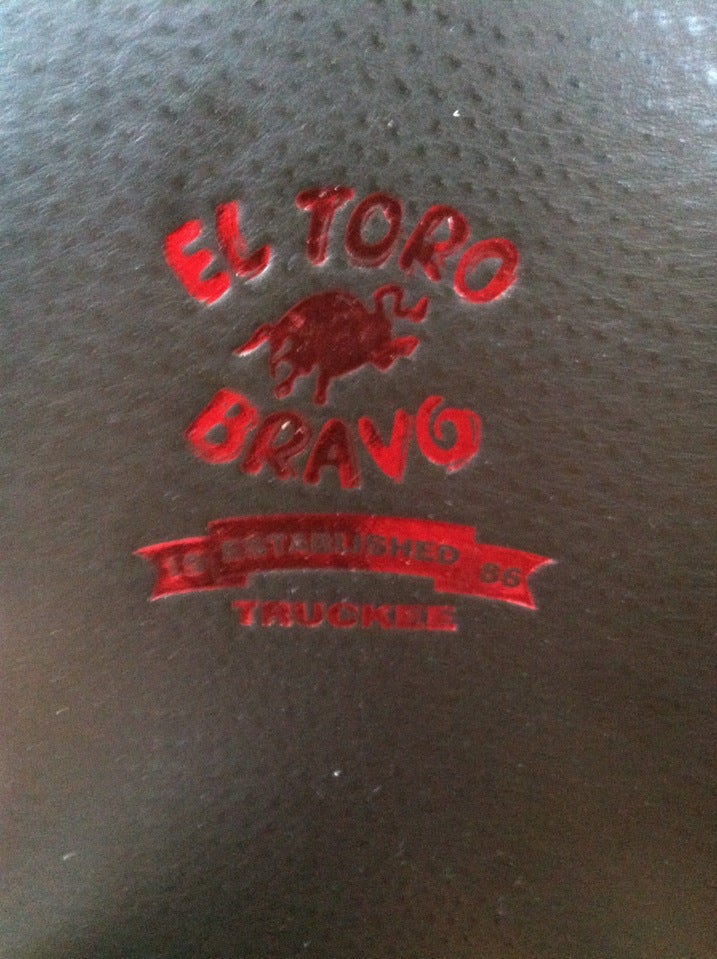 EL TORO
BRAVO
19 ESTABLISHED 86
TRUCKEE